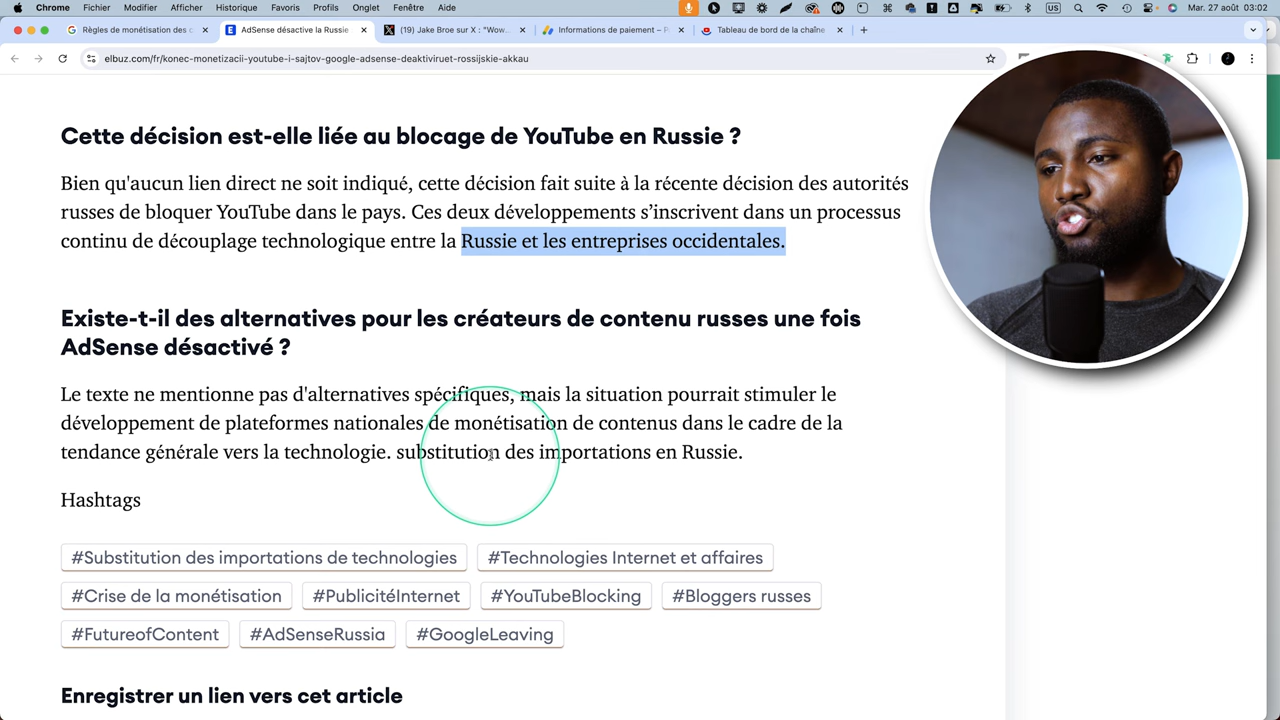 Chrome Fichier Modifier Afficher Historique Favoris Profils Onglet Fenêtre Aide US Mar. 27 août 03:02
Règles de monétisation des c AdSense désactive la Russie (19) Jake Broe sur X : "Wow, Informations de paiement – P Tableau de bord de la chaîne
elbuz.com/fr/konec-monetizacii-youtube-i-sajtov-google-adsense-deaktiviruet-rossijskie-akkau
Cette décision est-elle liée au blocage de YouTube en Russie ?
Bien qu'aucun lien direct ne soit indiqué, cette décision fait suite à la récente décision des autorités
russes de bloquer YouTube dans le pays. Ces deux développements s’inscrivent dans un processus
continu de découplage technologique entre la Russie et les entreprises occidentales.
Existe-t-il des alternatives pour les créateurs de contenu russes une fois
AdSense désactivé ?
Le texte ne mentionne pas d'alternatives spécifiques, mais la situation pourrait stimuler le
développement de plateformes nationales de monétisation de contenus dans le cadre de la
tendance générale vers la technologie. substitution des importations en Russie.
Hashtags
#Substitution des importations de technologies #Technologies Internet et affaires
#Crise de la monétisation #PublicitéInternet #YouTubeBlocking #Bloggers russes
#FutureofContent #AdSenseRussia #GoogleLeaving
Enregistrer un lien vers cet article